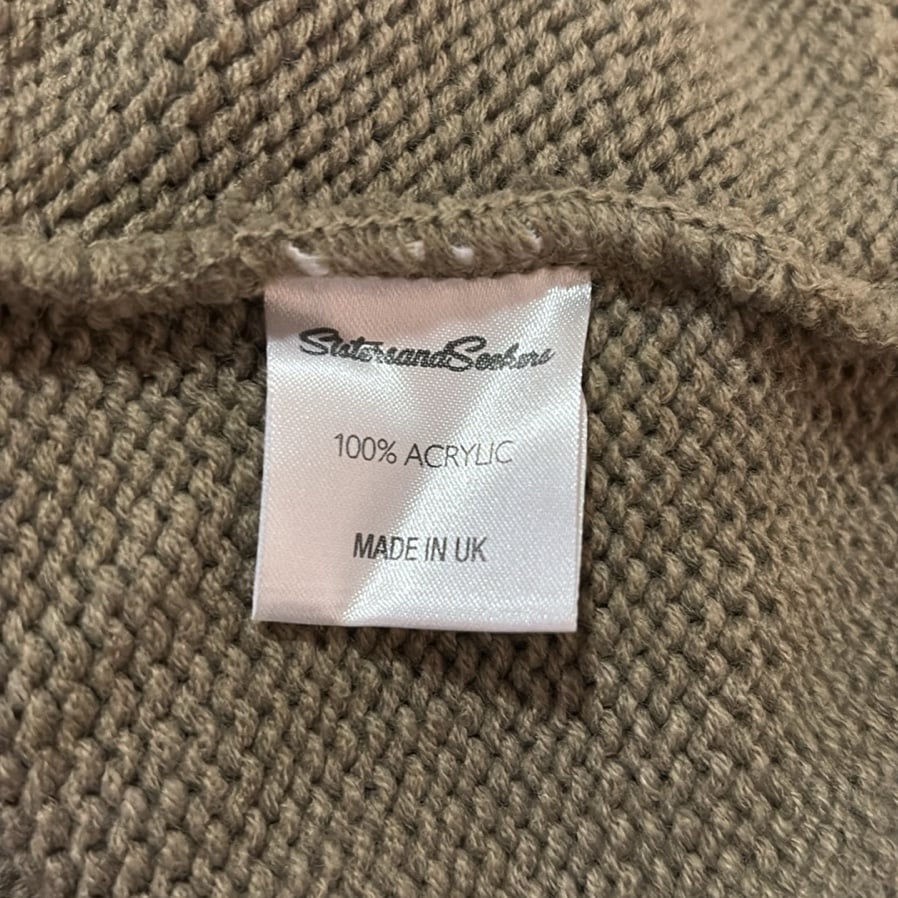 SistersandSeekers
100% ACRYLIC
MADE IN UK